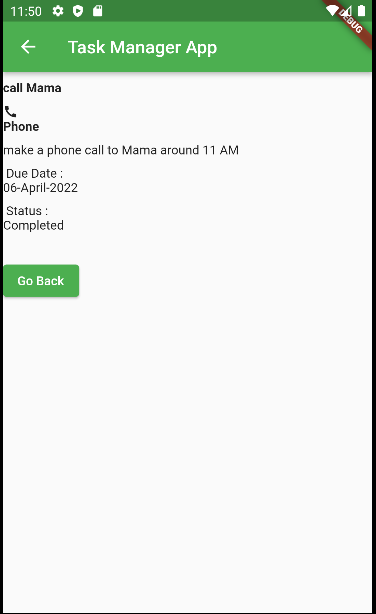 11:50
DEBUG
Task Manager App
call Mama
Phone
make a phone call to Mama around 11 AM
Due Date :
06-April-2022
Status :
Completed
Go Back